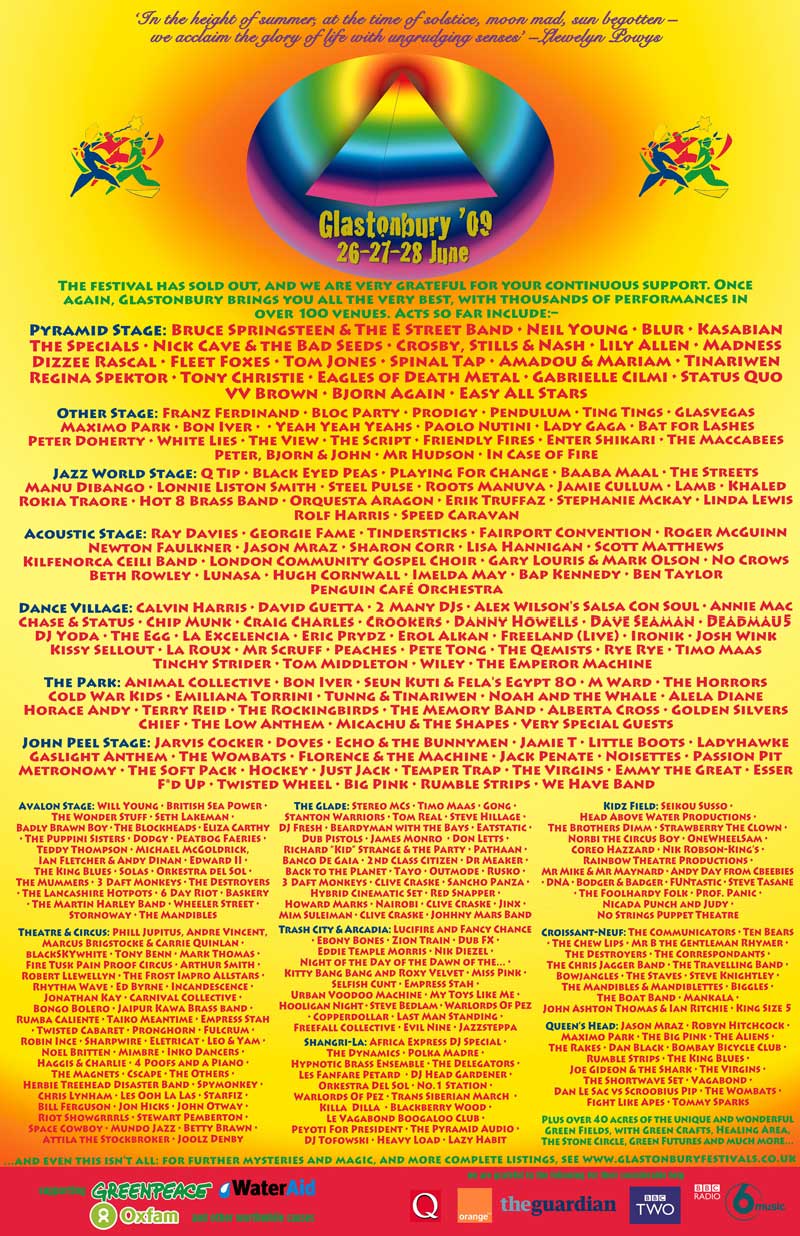 'In the height of summer, at the time of solstice, moon mad, sun begotten –
we acclaim the glory of life with ungrudging senses' –Llewelyn Powys
Glastonbury '09
26-27-28 June
The festival has sold out, and we are very grateful for your continuous support. Once
again, Glastonbury brings you all the very best, with thousands of performances in
over 100 venues. Acts so far include:–
Pyramid Stage: Bruce Springsteen & The E Street Band · Neil Young · Blur · Kasabian
The Specials · Nick Cave & the Bad Seeds · Crosby, Stills & Nash · Lily Allen · Madness
Dizzee Rascal · Fleet Foxes · Tom Jones · Spinal Tap · Amadou & Mariam · Tinariwen
Regina Spektor · Tony Christie · Eagles of Death Metal · Gabrielle Cilmi · Status Quo
VV Brown · Bjorn Again · Easy All Stars
Other Stage: Franz Ferdinand · Bloc Party · Prodigy · Pendulum · Ting Tings · Glasvegas
Maximo Park · Bon Iver · · Yeah Yeah Yeahs · Paolo Nutini · Lady Gaga · Bat for Lashes
Peter Doherty · White Lies · The View · The Script · Friendly Fires · Enter Shikari · The Maccabees
Peter, Bjorn & John · Mr Hudson · In Case of Fire
Jazz World Stage: Q Tip · Black Eyed Peas · Playing For Change · Baaba Maal · The Streets
Manu Dibango · Lonnie Liston Smith · Steel Pulse · Roots Manuva · Jamie Cullum · Lamb · Khaled
Rokia Traore · Hot 8 Brass Band · Orquesta Aragon · Erik Truffaz · Stephanie McKay · Linda Lewis
Rolf Harris · Speed Caravan
Acoustic Stage: Ray Davies · Georgie Fame · Tindersticks · Fairport Convention · Roger McGuinn
Newton Faulkner · Jason Mraz · Sharon Corr · Lisa Hannigan · Scott Matthews
Kilfenorca Ceili Band · London Community Gospel Choir · Gary Louris & Mark Olson · No Crows
Beth Rowley · Lunasa · Hugh Cornwall · Imelda May · Bap Kennedy · Ben Taylor
Penguin Café Orchestra
Dance Village: Calvin Harris · David Guetta · 2 Many DJs · Alex Wilson's Salsa Con Soul · Annie Mac
Chase & Status · Chip Munk · Craig Charles · Crookers · Danny Howells · Dave Seaman · Deadmau5
DJ Yoda · The Egg · La Excelencia · Eric Prydz · Erol Alkan · Freeland (Live) · Ironik · Josh Wink
Kissy Sellout · La Roux · Mr Scruff · Peaches · Pete Tong · The Qemists · Rye Rye · Timo Maas
Tinchy Strider · Tom Middleton · Wiley · The Emperor Machine
The Park: Animal Collective · Bon Iver · Seun Kuti & Fela's Egypt 80 · M Ward · The Horrors
Cold War Kids · Emiliana Torrini · Tunng & Tinariwen · Noah and the Whale · Alela Diane
Horace Andy · Terry Reid · The Rockingbirds · The Memory Band · Alberta Cross · Golden Silvers
Chief · The Low Anthem · Micachu & The Shapes · Very Special Guests
John Peel Stage: Jarvis Cocker · Doves · Echo & the Bunnymen · Jamie T · Little Boots · Ladyhawke
Gaslight Anthem · The Wombats · Florence & the Machine · Jack Penate · Noisettes · Passion Pit
Metronomy · The Soft Pack · Hockey · Just Jack · Temper Trap · The Virgins · Emmy the Great · Esser
F*d Up · Twisted Wheel · Big Pink · Rumble Strips · We Have Band
Avalon Stage: Will Young · British Sea Power ·
The Wonder Stuff · Seth Lakeman ·
Badly Brawn Boy · The Blockheads · Eliza Carthy
· The Puppini Sisters · Dodgy · Peatbog Faeries ·
Teddy Thompson · Michael McGoldrick,
Ian Fletcher & Andy Dinan · Edward II ·
The King Blues · Solas · Orkestra del Sol ·
The Mummers · 3 Daft Monkeys · The Destroyers
· The Lancashire Hotpots · 6 Day Riot · Baskery
· The Martin Harley Band · Wheeler Street ·
Stornoway · The Mandibles
Theatre & Circus: Phill Jupitus, Andre Vincent,
Marcus Brigstocke & Carrie Quinlan ·
blackSKYwhite · Tony Benn · Mark Thomas ·
Fire Tusk Pain Proof Circus · Arthur Smith ·
Robert Llewellyn · The Frost Impro Allstars ·
Rhythm Wave · Ed Byrne · Incandescence ·
Jonathan Kay · Carnival Collective ·
Bongo Bolero · Jaipur Kawa Brass Band ·
Rumba Caliente · Taiko Meantime · Empress Stah
· Twisted Cabaret · Pronghorn · Fulcrum ·
Robin Ince · Sharpwire · Eletricat · Leo & Yam ·
Noel Britten · Mimbre · Inko Dancers ·
Haggis & Charlie · 4 Poofs and a Piano ·
The Magnets · Cscape · The Others ·
Herbie Treehead Disaster Band · Spymonkey ·
Chris Lynham · Les Ooh La Las · Starfiz ·
Bill Ferguson · Jon Hicks · John Otway ·
Riot Showgrrrls · Stewart Pemberton ·
Space Cowboy · Mundo Jazz · Betty Brawn ·
Attila the Stockbroker · Joolz Denby
The Glade: Stereo MCs · Timo Maas · Gong ·
Stanton Warriors · Tom Real · Steve Hillage ·
DJ Fresh · Beardyman with the Bays · Eatstatic ·
Dub Pistols · James Monro · Don Letts ·
Richard "Kid" Strange & The Party · Pathaan ·
Banco De Gaia · 2nd Class Citizen · Dr Meaker ·
Back to the Planet · Tayo · Outmode · Rusko ·
3 Daft Monkeys · Clive Craske · Sancho Panza ·
Hybrid Cinematic Set · Red Snapper ·
Howard Marks · Nairobi · Clive Craske · Jinx ·
Mim Suleiman · Clive Craske · Johhny Mars Band
Trash City & Arcadia: Lucifire and Fancy Chance
· Ebony Bones · Zion Train · Dub FX ·
Eddie Temple Morris · Nik Diezel ·
Night of the Day of the Dawn of the... ·
Kitty Bang Bang and Roxy Velvet · Miss Pink ·
Selfish Cunt · Empress Stah ·
Urban Voodoo Machine · My Toys Like Me ·
Hooligan Night · Steve Bedlam · Warlords Of Pez
· Copperdollar · Last Man Standing ·
Freefall Collective · Evil Nine · Jazzsteppa
Shangri-La: Africa Express DJ Special ·
The Dynamics · Polka Madre ·
Hypnotic Brass Ensemble · The Delegators ·
Les Fanfare Petard · DJ Head Gardener ·
Orkestra Del Sol · No.1 Station ·
Warlords Of Pez · Trans Siberian March ·
Killa Dilla · Blackberry Wood ·
Le Vagabond Boogaloo Club ·
Peyoti For President · The Pyramid Audio ·
DJ Tofowski · Heavy Load · Lazy Habit
Kidz Field: Seikou Susso ·
Head Above Water Productions ·
The Brothers Dimm · Strawberry The Clown ·
Norbi the Circus Boy · OneWheelSam ·
Coreo Hazzard · Nik Robson-King's ·
Rainbow Theatre Productions ·
Mr Mike & Mr Maynard · Andy Day from Cbeebies
· DNA · Bodger & Badger · FUNtastic · Steve Tasane
· The Foolhardy Folk · Prof. Panic ·
Nicada Punch and Judy ·
No Strings Puppet Theatre
Croissant-Neuf: The Communicators · Ten Bears
· The Chew Lips · Mr B the Gentleman Rhymer ·
The Destroyers · The Correspondants ·
The Chris Jagger Band · The Travelling Band ·
Bowjangles · The Staves · Steve Knightley ·
The Mandibles & Mandiblettes · Biggles ·
The Boat Band · Mankala ·
John Ashton Thomas & Ian Ritchie · King Size 5
Queen's Head: Jason Mraz · Robyn Hitchcock ·
Maximo Park · The Big Pink · The Aliens ·
The Rakes · Dan Black · Bombay Bicycle Club ·
Rumble Strips · The King Blues ·
Joe Gideon & the Shark · The Virgins ·
The Shortwave Set · Vagabond ·
Dan Le Sac vs Scroobius Pip · The Wombats ·
Fight Like Apes · Tommy Sparks
Plus over 40 acres of the unique and wonderful
Green Fields, with Green Crafts, Healing Area,
The Stone Circle, Green Futures and much more...
...and even this isn't all: for further mysteries and magic, and more complete listings, see www.glastonburyfestivals.co.uk
supporting GREENPEACE WaterAid
Oxfam and other worthwhile causes
Q orange theguardian BBC TWO BBC RADIO 6 music